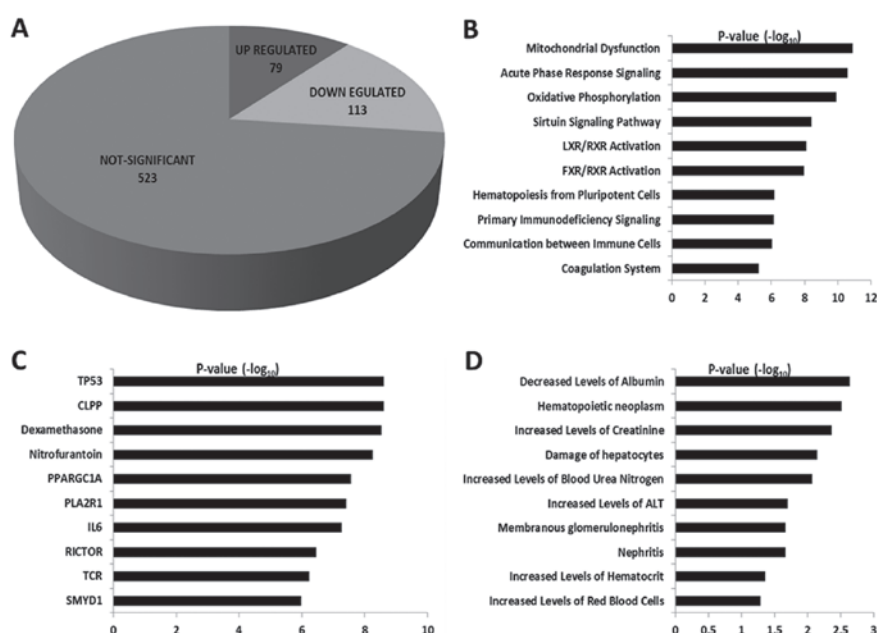 A
UP REGULATED
79
DOWN EGULATED
113
NOT-SIGNIFICANT
523
B
P-value (-log10)
Mitochondrial Dysfunction
Acute Phase Response Signaling
Oxidative Phosphorylation
Sirtuin Signaling Pathway
LXR/RXR Activation
FXR/RXR Activation
Hematopoiesis from Pluripotent Cells
Primary Immunodeficiency Signaling
Communication between Immune Cells
Coagulation System
0 2 4 6 8 10 12
C
P-value (-log10)
TP53
CLPP
Dexamethasone
Nitrofurantoin
PPARGC1A
PLA2R1
IL6
RICTOR
TCR
SMYD1
0 2 4 6 8 10
D
P-value (-log10)
Decreased Levels of Albumin
Hematopoietic neoplasm
Increased Levels of Creatinine
Damage of hepatocytes
Increased Levels of Blood Urea Nitrogen
Increased Levels of ALT
Membranous glomerulonephritis
Nephritis
Increased Levels of Hematocrit
Increased Levels of Red Blood Cells
0 0.5 1 1.5 2 2.5 3